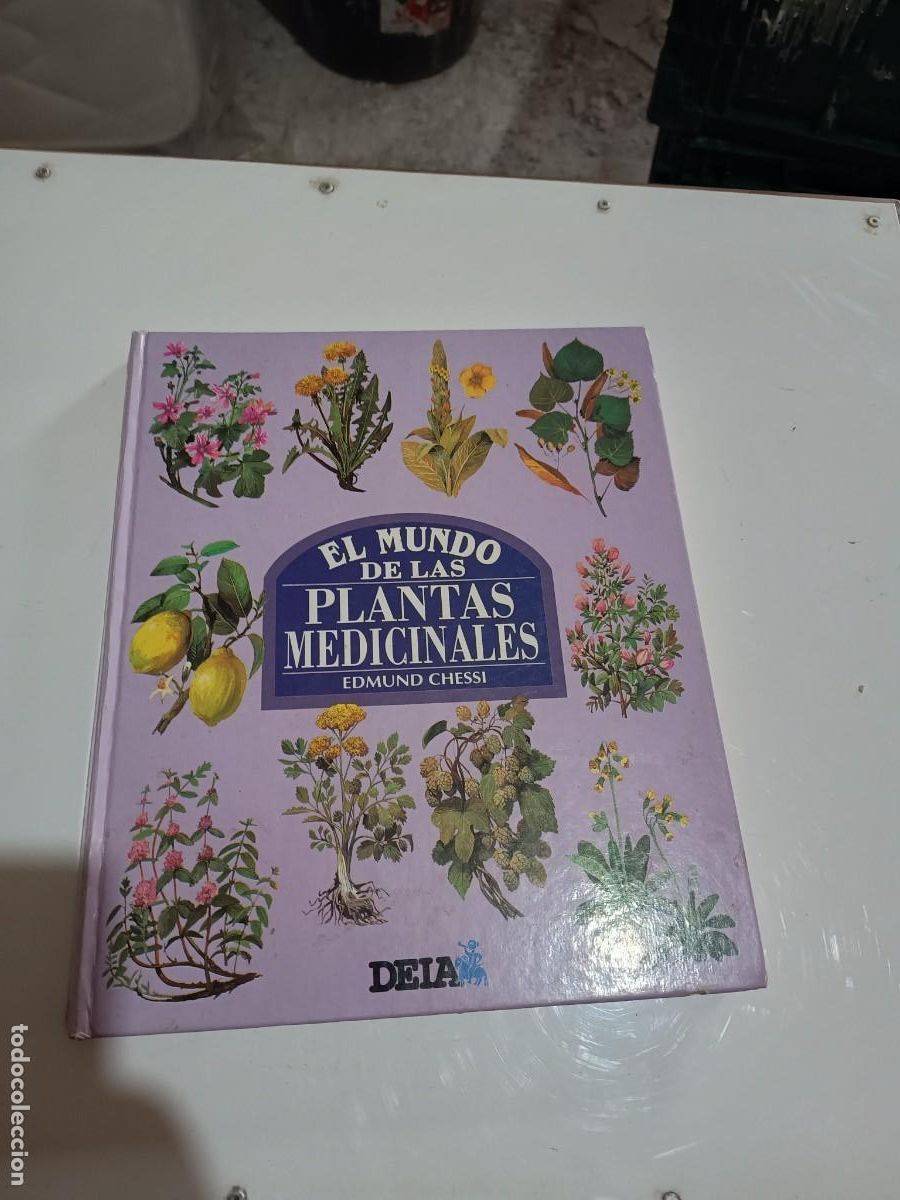 EL MUNDO
DE LAS
PLANTAS
MEDICINALES
EDMUND CHESSI
DEIA
todocoleccion